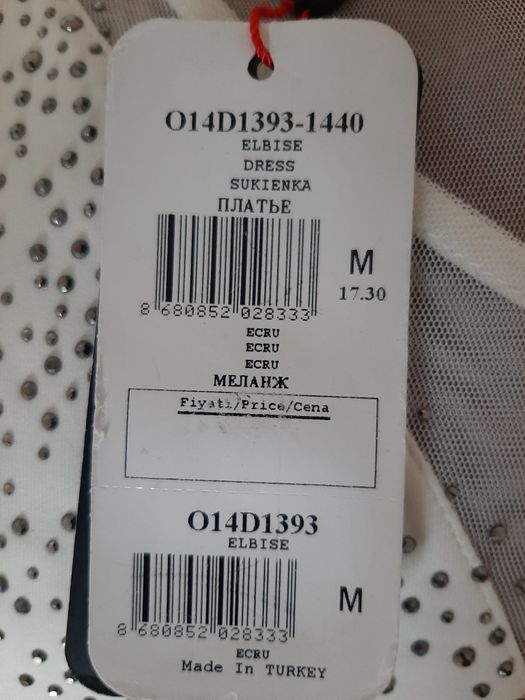 O14D1393-1440
ELBISE
DRESS
SUKIENKA
ПЛАТЬЕ
M
17.30
8 680852 028333
ECRU
ECRU
ECRU
МЕЛАНЖ
Fiyati/Price/Cena
O14D1393
ELBISE
M
8 680852 028333
ECRU
Made In TURKEY